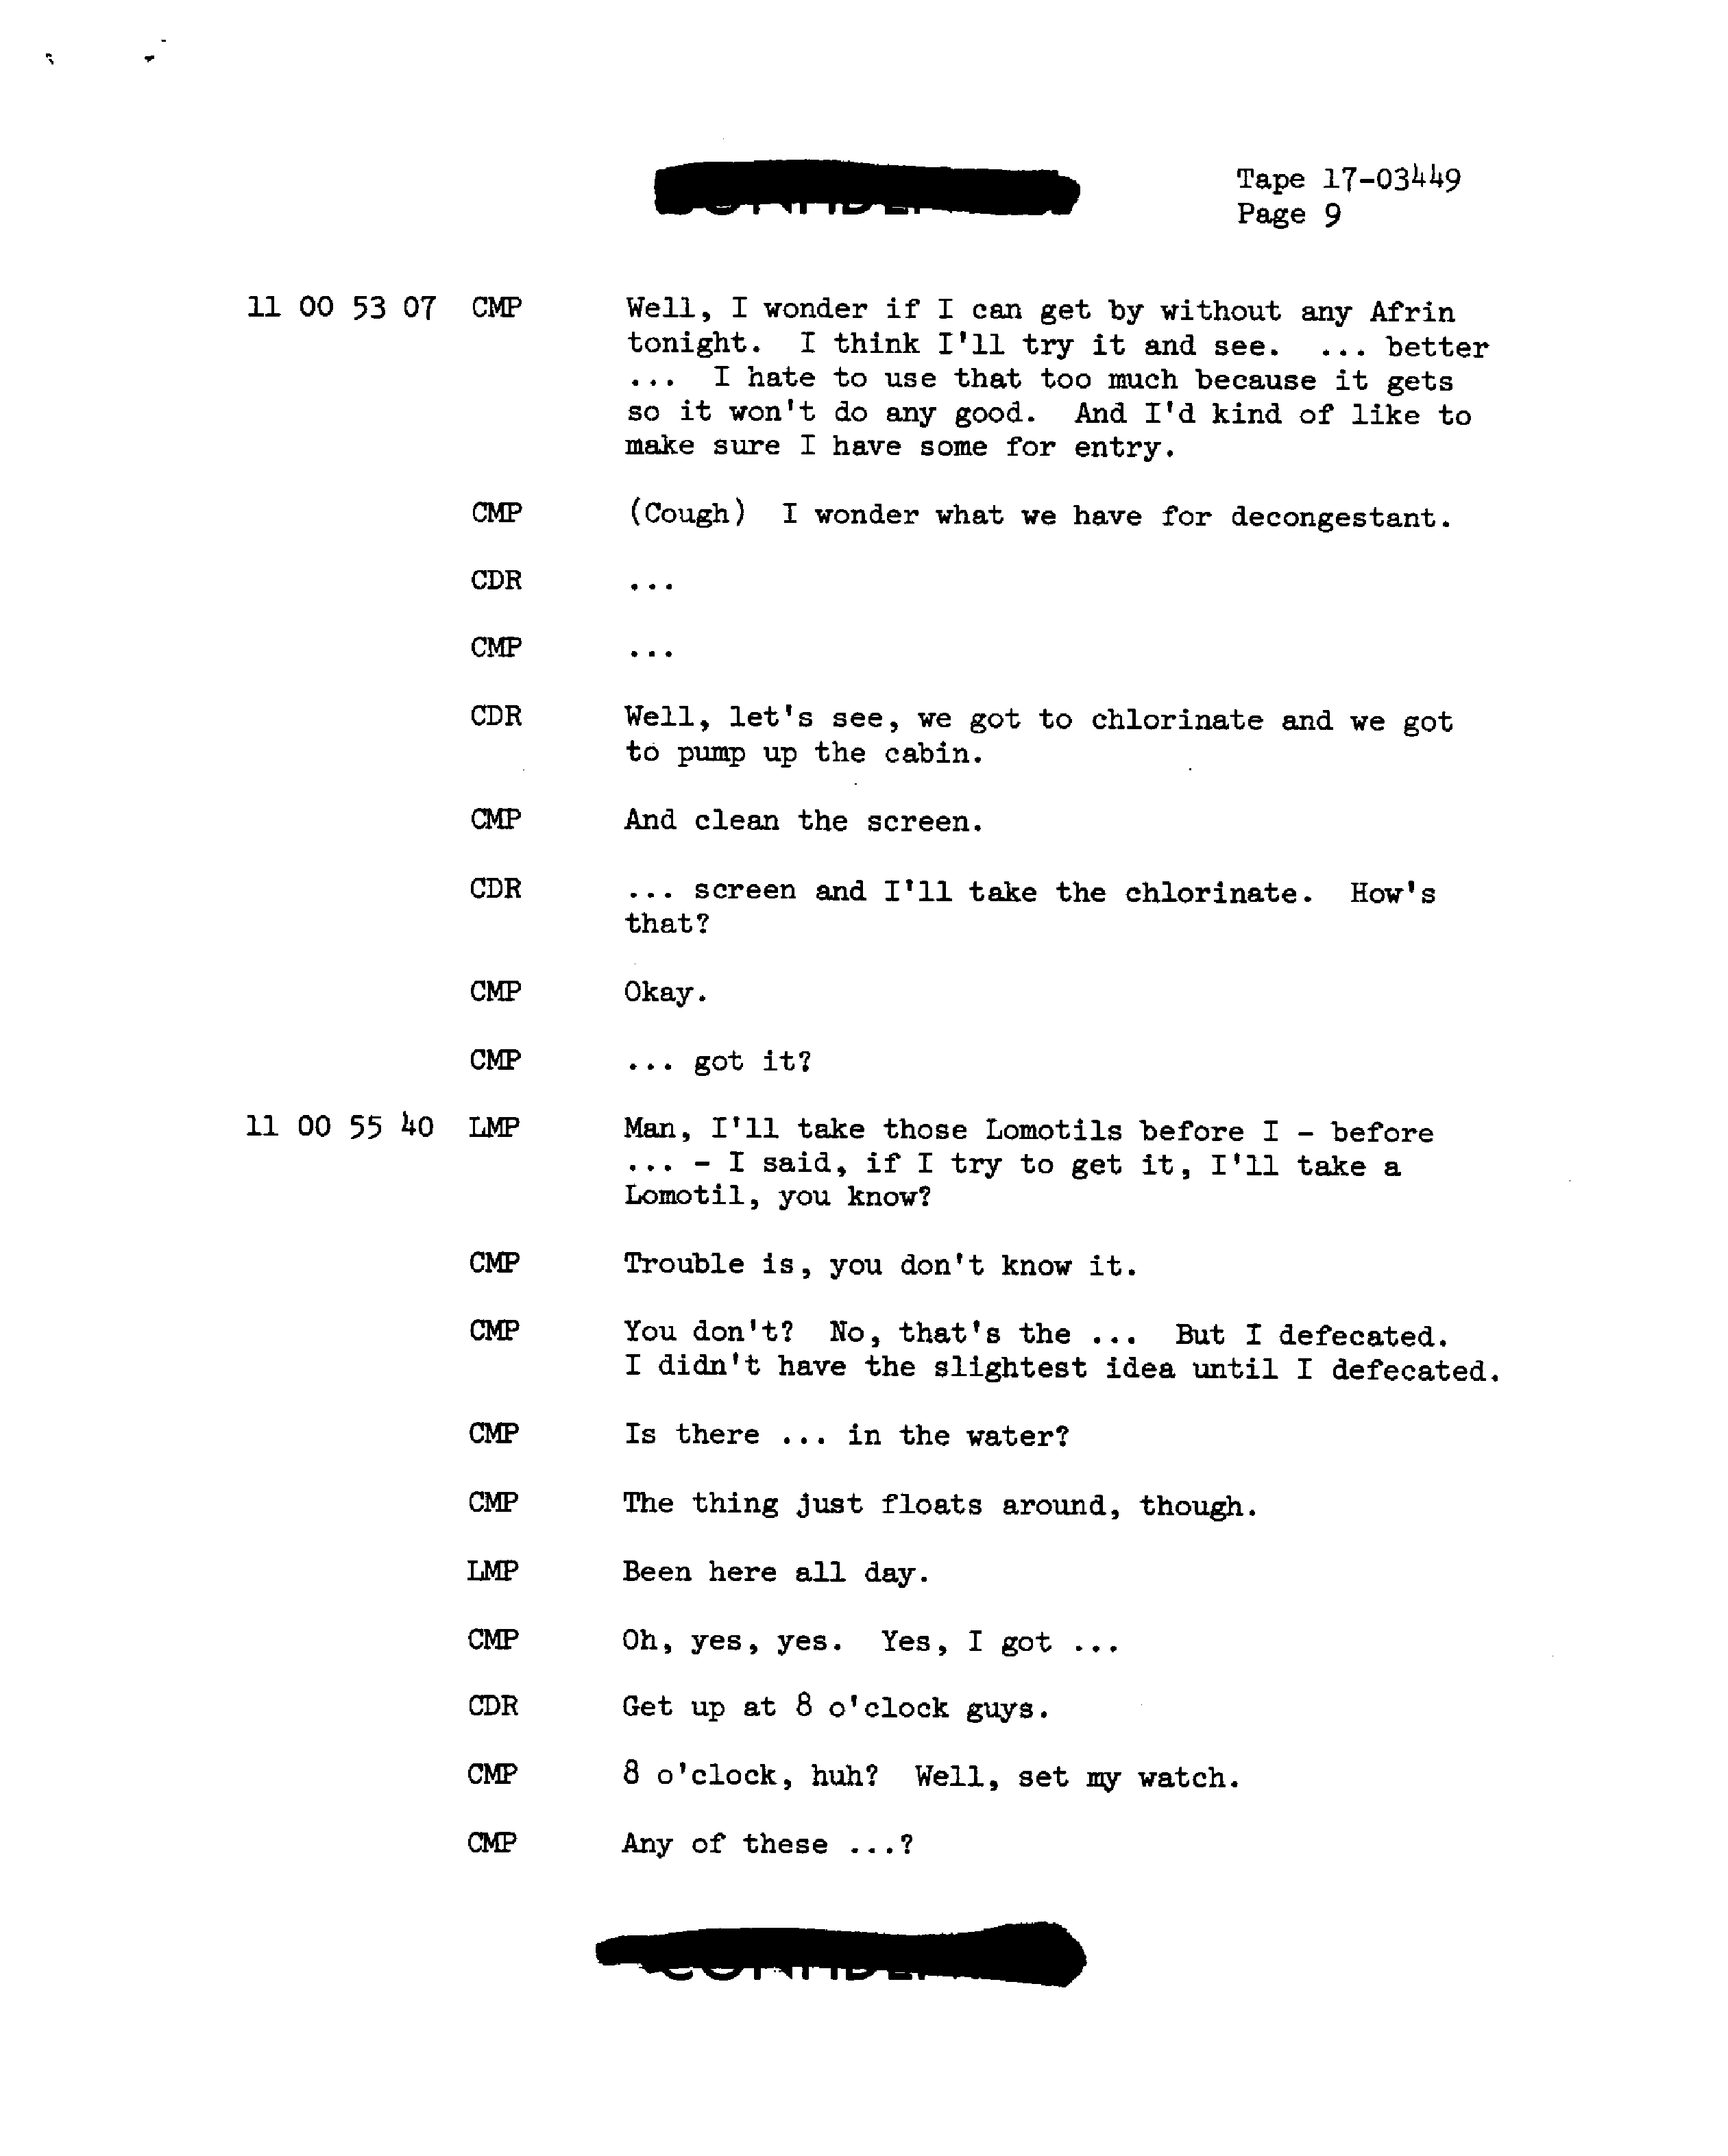 Tape 17-03449
Page 9
11 00 53 07 CMP Well, I wonder if I can get by without any Afrin
tonight. I think I'll try it and see. ... better
... I hate to use that too much because it gets
so it won't do any good. And I'd kind of like to
make sure I have some for entry.
CMP (Cough) I wonder what we have for decongestant.
CDR ...
CMP ...
CDR Well, let's see, we got to chlorinate and we got
to pump up the cabin.
CMP And clean the screen.
CDR ... screen and I'll take the chlorinate. How's
that?
CMP Okay.
CMP ... got it?
11 00 55 40 LMP Man, I'll take those Lomotils before I - before
... - I said, if I try to get it, I'll take a
Lomotil, you know?
CMP Trouble is, you don't know it.
CMP You don't? No, that's the ... But I defecated.
I didn't have the slightest idea until I defecated.
CMP Is there ... in the water?
CMP The thing just floats around, though.
LMP Been here all day.
CMP Oh, yes, yes. Yes, I got ...
CDR Get up at 8 o'clock guys.
CMP 8 o'clock, huh? Well, set my watch.
CMP Any of these ...?